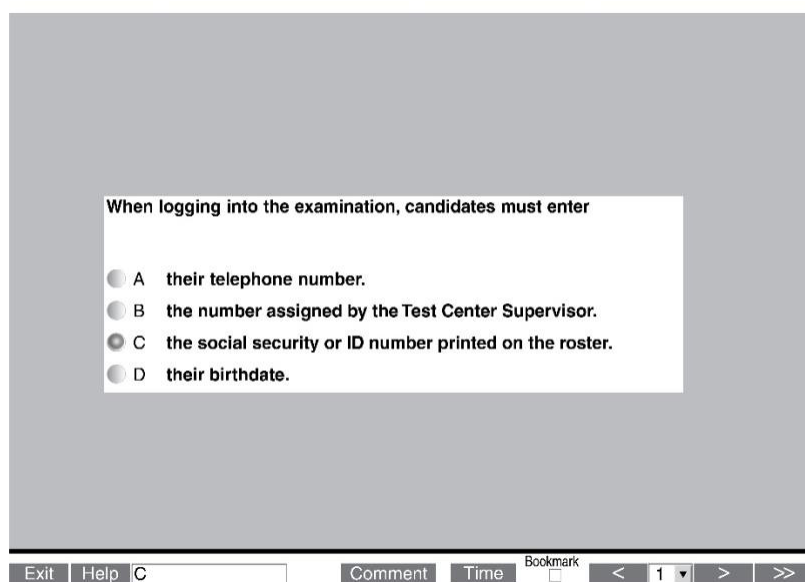 When logging into the examination, candidates must enter
A their telephone number.
B the number assigned by the Test Center Supervisor.
C the social security or ID number printed on the roster.
D their birthdate.
Bookmark
Exit Help C Comment Time < 1 > >>